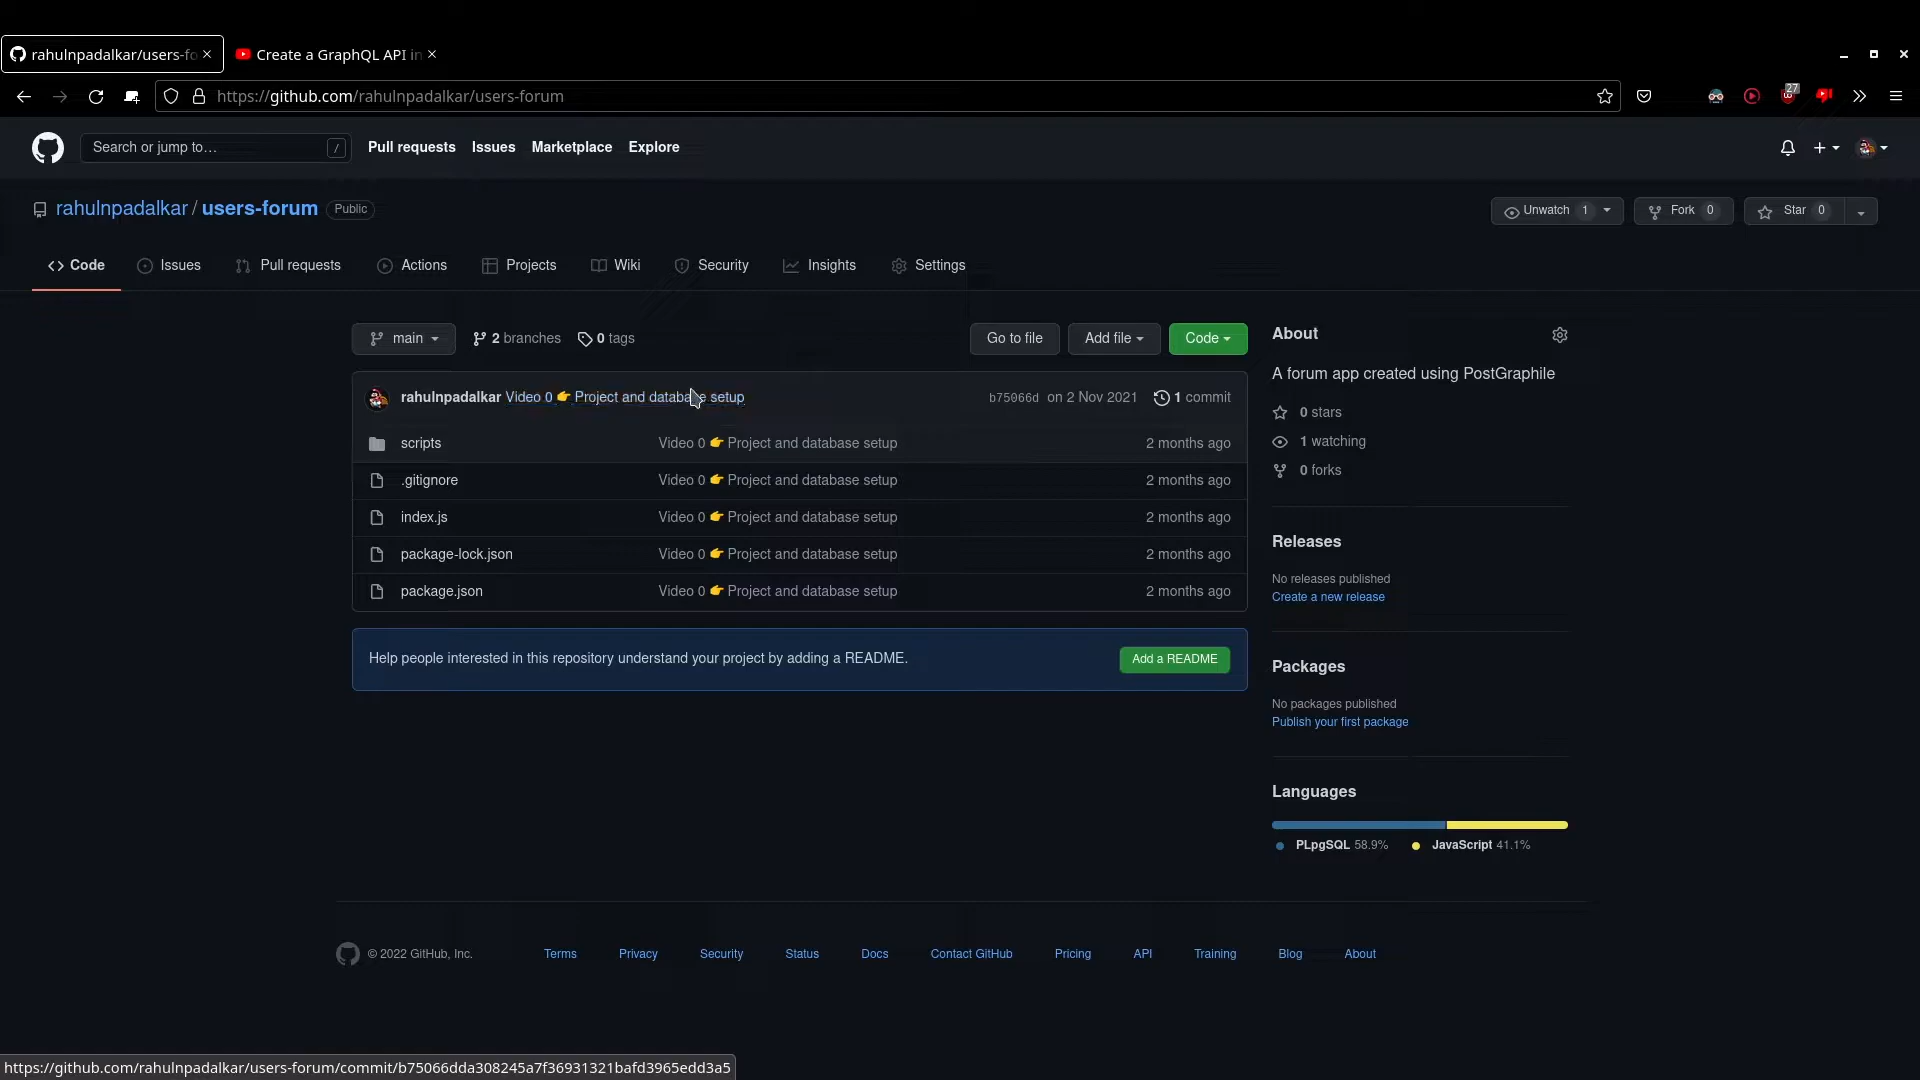 rahulnpadalkar/users-fo
Create a GraphQL API in
https://github.com/rahulnpadalkar/users-forum
27
Search or jump to…
/
Pull requests
Issues
Marketplace
Explore
rahulnpadalkar / users-forum
Public
Unwatch 1
Fork 0
Star 0
Code
Issues
Pull requests
Actions
Projects
Wiki
Security
Insights
Settings
main
2 branches
0 tags
Go to file
Add file
Code
rahulnpadalkar Video 0 👉 Project and database setup
b75066d on 2 Nov 2021
1 commit
scripts
Video 0 👉 Project and database setup
2 months ago
.gitignore
Video 0 👉 Project and database setup
2 months ago
index.js
Video 0 👉 Project and database setup
2 months ago
package-lock.json
Video 0 👉 Project and database setup
2 months ago
package.json
Video 0 👉 Project and database setup
2 months ago
Help people interested in this repository understand your project by adding a README.
Add a README
About
A forum app created using PostGraphile
0 stars
1 watching
0 forks
Releases
No releases published
Create a new release
Packages
No packages published
Publish your first package
Languages
PLpgSQL 58.9%
JavaScript 41.1%
© 2022 GitHub, Inc.
Terms
Privacy
Security
Status
Docs
Contact GitHub
Pricing
API
Training
Blog
About
https://github.com/rahulnpadalkar/users-forum/commit/b75066dda308245a7f36931321bafd3965edd3a5